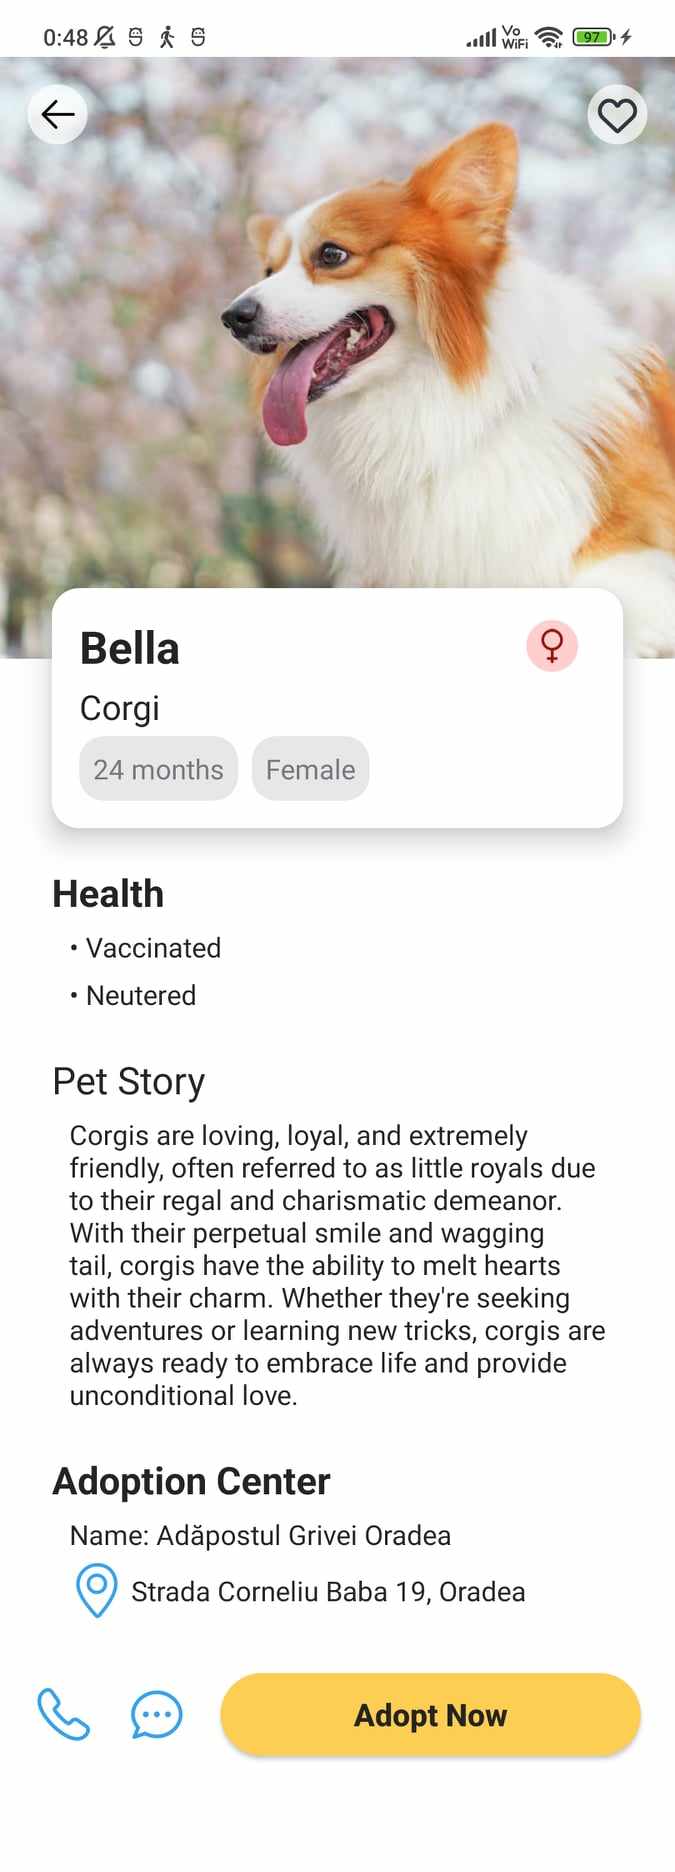 0:48
Vo
WiFi
97
Bella
Corgi
24 months
Female
Health
• Vaccinated
• Neutered
Pet Story
Corgis are loving, loyal, and extremely
friendly, often referred to as little royals due
to their regal and charismatic demeanor.
With their perpetual smile and wagging
tail, corgis have the ability to melt hearts
with their charm. Whether they're seeking
adventures or learning new tricks, corgis are
always ready to embrace life and provide
unconditional love.
Adoption Center
Name: Adăpostul Grivei Oradea
Strada Corneliu Baba 19, Oradea
Adopt Now